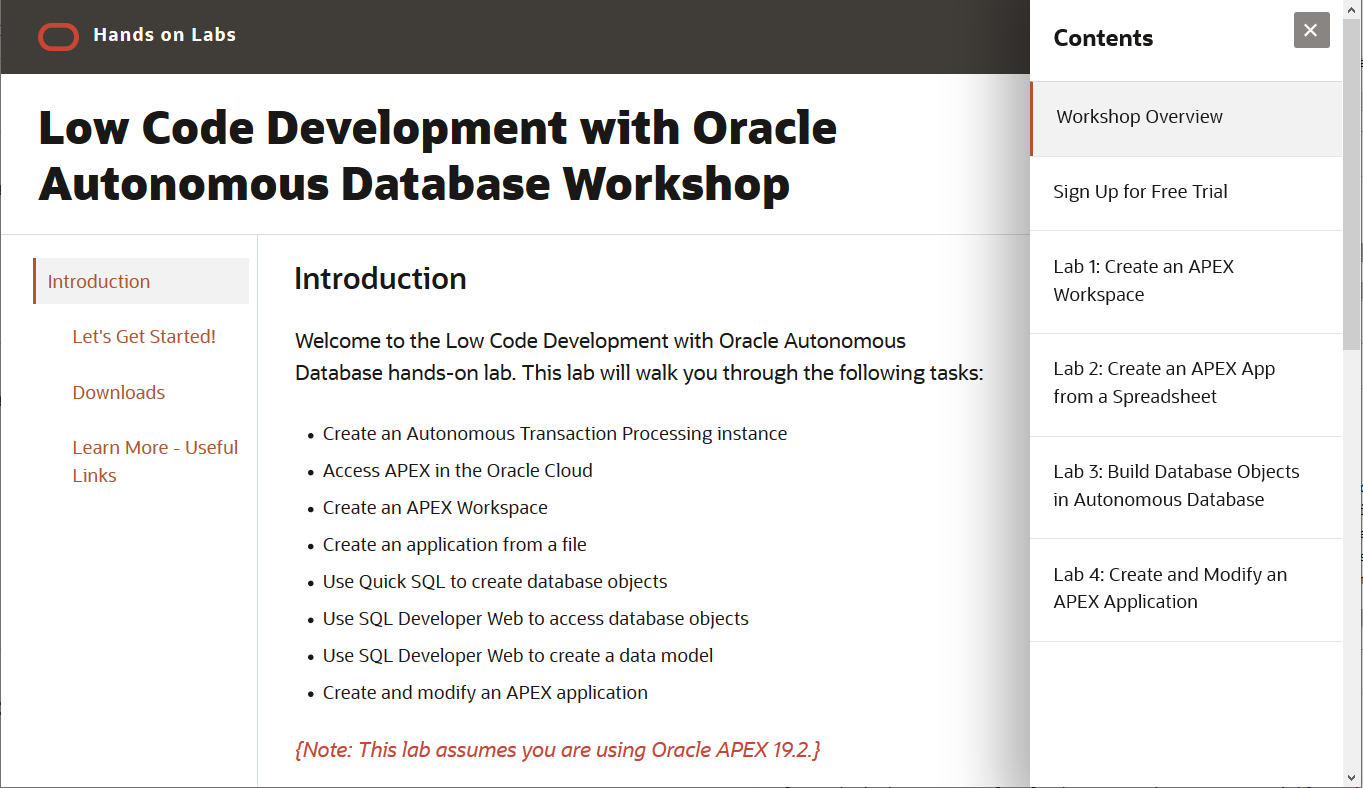 Hands on Labs
Low Code Development with Oracle
Autonomous Database Workshop
Introduction
Let's Get Started!
Downloads
Learn More - Useful
Links
Introduction
Welcome to the Low Code Development with Oracle Autonomous
Database hands-on lab. This lab will walk you through the following tasks:
• Create an Autonomous Transaction Processing instance
• Access APEX in the Oracle Cloud
• Create an APEX Workspace
• Create an application from a file
• Use Quick SQL to create database objects
• Use SQL Developer Web to access database objects
• Use SQL Developer Web to create a data model
• Create and modify an APEX application
{Note: This lab assumes you are using Oracle APEX 19.2.}
Contents
Workshop Overview
Sign Up for Free Trial
Lab 1: Create an APEX
Workspace
Lab 2: Create an APEX App
from a Spreadsheet
Lab 3: Build Database Objects
in Autonomous Database
Lab 4: Create and Modify an
APEX Application